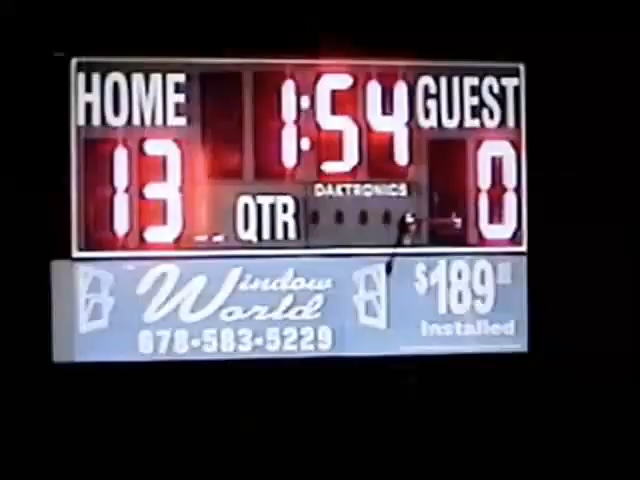 HOME 1:54 GUEST
13 DAKTRONICS 0
QTR
Window World
$189
678-583-5229
Installed